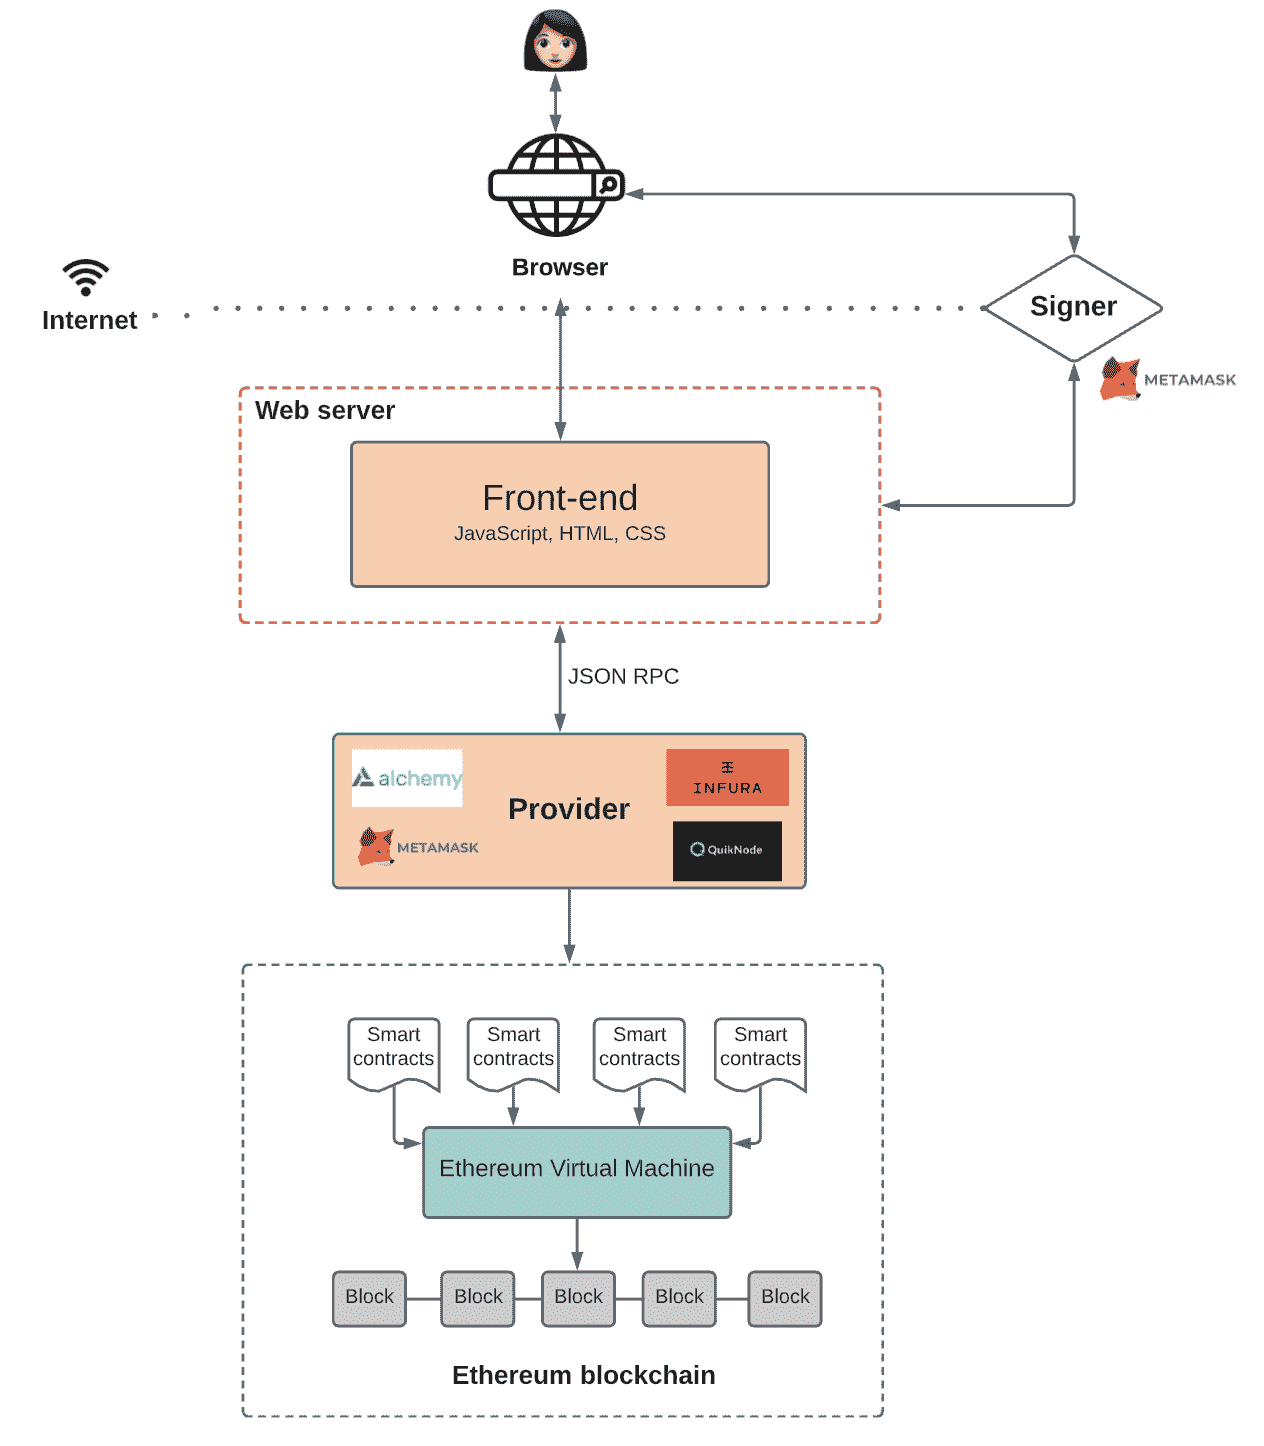 Browser
Internet
Signer
METAMASK
Web server
Front-end
JavaScript, HTML, CSS
JSON RPC
alchemy
INFURA
Provider
METAMASK
QuikNode
Smart
contracts
Smart
contracts
Smart
contracts
Smart
contracts
Ethereum Virtual Machine
Block
Block
Block
Block
Block
Ethereum blockchain